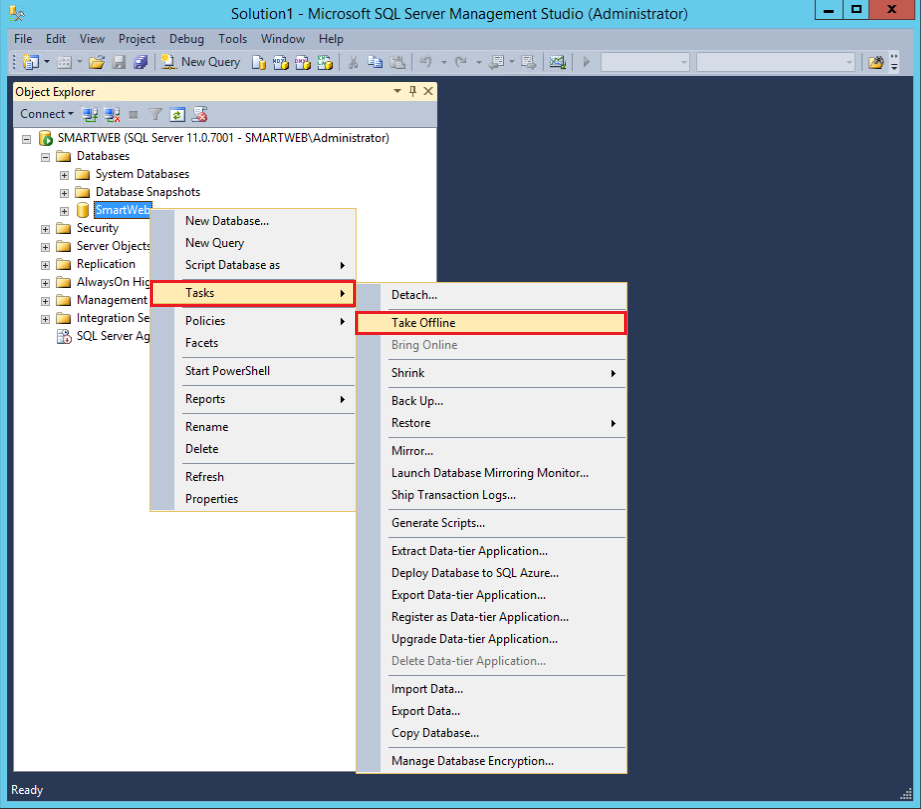 Solution1 - Microsoft SQL Server Management Studio (Administrator)
File Edit View Project Debug Tools Window Help
New Query
Object Explorer
Connect
SMARTWEB (SQL Server 11.0.7001 - SMARTWEB\Administrator)
Databases
System Databases
Database Snapshots
SmartWeb
Security
Server Objects
Replication
AlwaysOn Hig
Management
Integration Se
SQL Server Ag
New Database...
New Query
Script Database as
Tasks
Policies
Facets
Start PowerShell
Reports
Rename
Delete
Refresh
Properties
Detach...
Take Offline
Bring Online
Shrink
Back Up...
Restore
Mirror...
Launch Database Mirroring Monitor...
Ship Transaction Logs...
Generate Scripts...
Extract Data-tier Application...
Deploy Database to SQL Azure...
Export Data-tier Application...
Register as Data-tier Application...
Upgrade Data-tier Application...
Delete Data-tier Application...
Import Data...
Export Data...
Copy Database...
Manage Database Encryption...
Ready